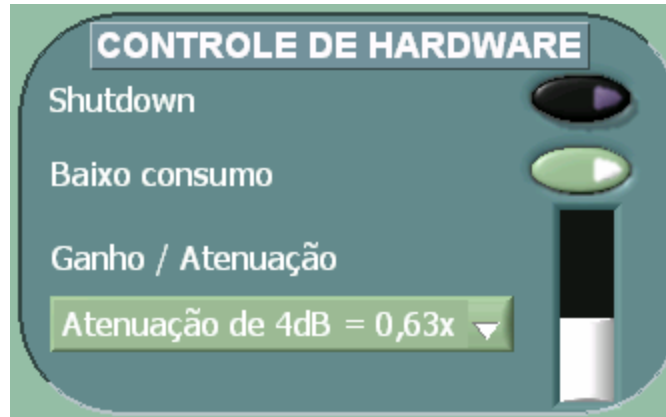 CONTROLE DE HARDWARE
Shutdown
Baixo consumo
Ganho / Atenuação
Atenuação de 4dB = 0,63x